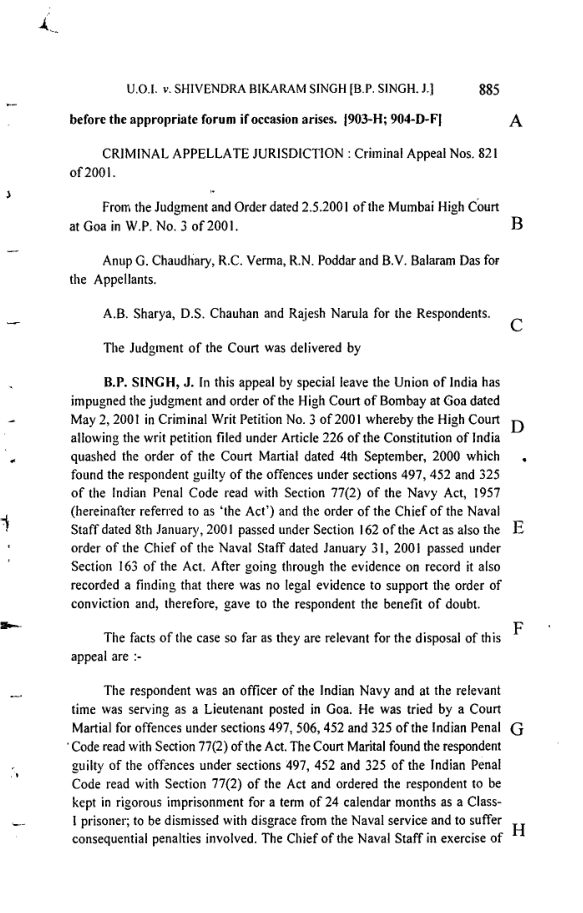 U.O.I. v. SHIVENDRA BIKARAM SINGH [B.P. SINGH. J.] 885
before the appropriate forum if occasion arises. [903-H; 904-D-F] A
CRIMINAL APPELLATE JURISDICTION : Criminal Appeal Nos. 821
of 2001.
From the Judgment and Order dated 2.5.2001 of the Mumbai High Court
at Goa in W.P. No. 3 of 2001. B
Anup G. Chaudhary, R.C. Verma, R.N. Poddar and B.V. Balaram Das for
the Appellants.
A.B. Sharya, D.S. Chauhan and Rajesh Narula for the Respondents.
C
The Judgment of the Court was delivered by
B.P. SINGH, J. In this appeal by special leave the Union of India has
impugned the judgment and order of the High Court of Bombay at Goa dated
May 2, 2001 in Criminal Writ Petition No. 3 of 2001 whereby the High Court D
allowing the writ petition filed under Article 226 of the Constitution of India
quashed the order of the Court Martial dated 4th September, 2000 which
found the respondent guilty of the offences under sections 497, 452 and 325
of the Indian Penal Code read with Section 77(2) of the Navy Act, 1957
(hereinafter referred to as 'the Act') and the order of the Chief of the Naval
Staff dated 8th January, 2001 passed under Section 162 of the Act as also the E
order of the Chief of the Naval Staff dated January 31, 2001 passed under
Section 163 of the Act. After going through the evidence on record it also
recorded a finding that there was no legal evidence to support the order of
conviction and, therefore, gave to the respondent the benefit of doubt.
F
The facts of the case so far as they are relevant for the disposal of this
appeal are :-
The respondent was an officer of the Indian Navy and at the relevant
time was serving as a Lieutenant posted in Goa. He was tried by a Court
Martial for offences under sections 497, 506, 452 and 325 of the Indian Penal G
Code read with Section 77(2) of the Act. The Court Marital found the respondent
guilty of the offences under sections 497, 452 and 325 of the Indian Penal
Code read with Section 77(2) of the Act and ordered the respondent to be
kept in rigorous imprisonment for a term of 24 calendar months as a Class-
I prisoner; to be dismissed with disgrace from the Naval service and to suffer
consequential penalties involved. The Chief of the Naval Staff in exercise of H